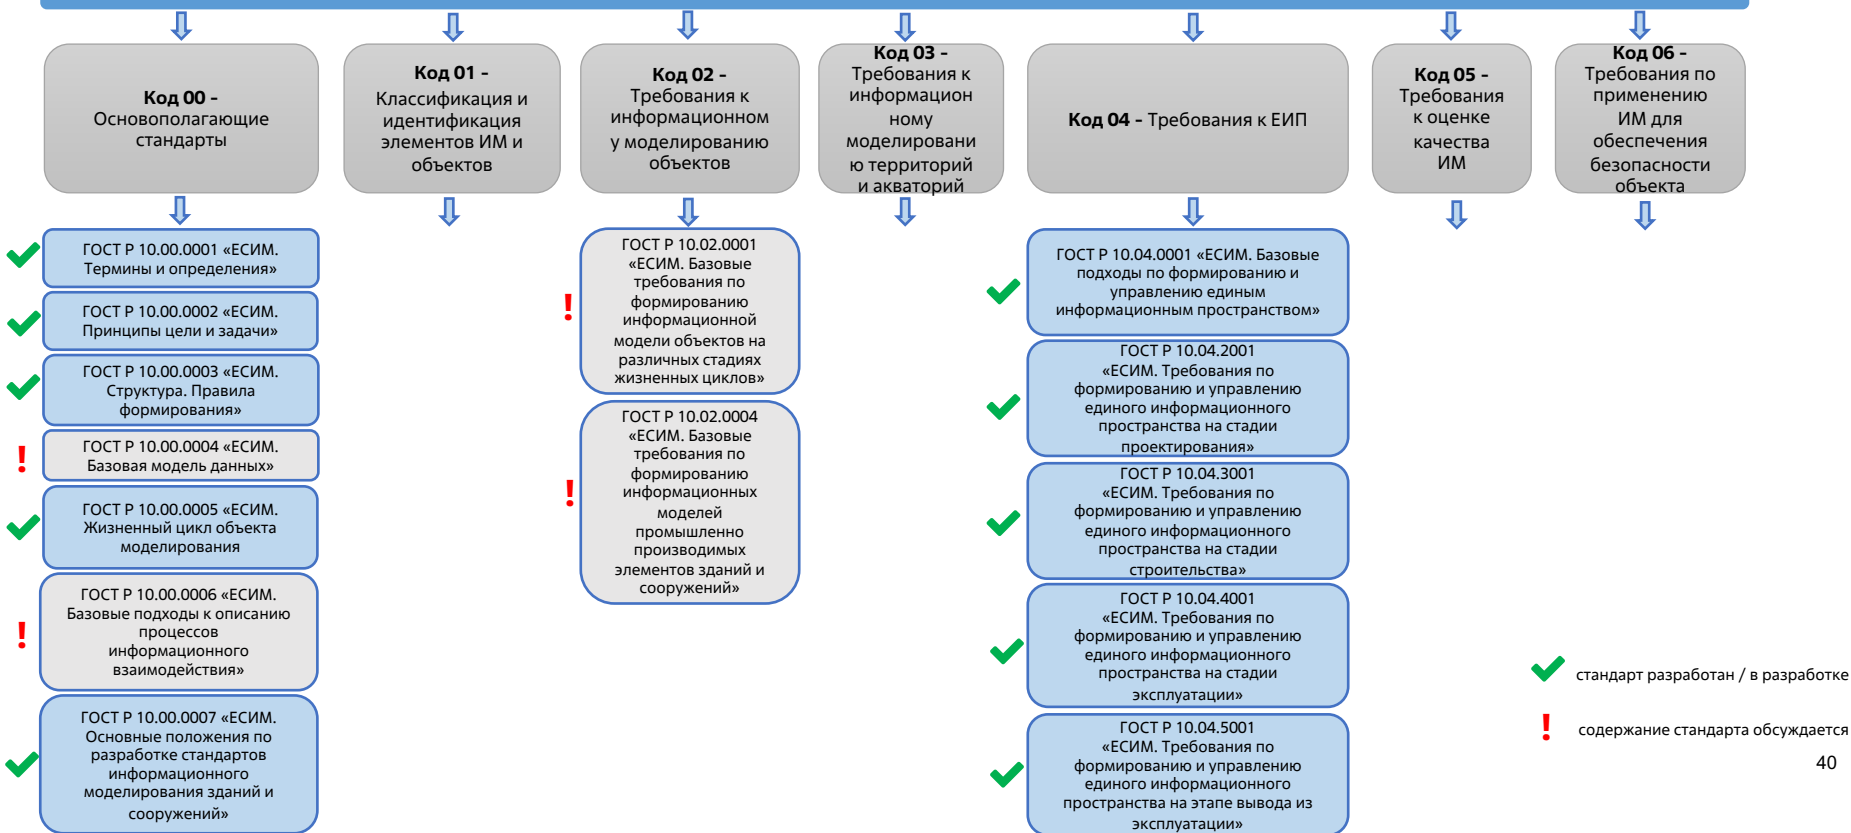 Код 00 -
Основополагающие
стандарты
Код 01 -
Классификация и
идентификация
элементов ИМ и
объектов
Код 02 -
Требования к
информационном
у моделированию
объектов
Код 03 -
Требования к
информацион
ному
моделировани
ю территорий
и акваторий
Код 04 - Требования к ЕИП
Код 05 -
Требования
к оценке
качества
ИМ
Код 06 -
Требования по
применению
ИМ для
обеспечения
безопасности
объекта
ГОСТ Р 10.00.0001 «ЕСИМ.
Термины и определения»
ГОСТ Р 10.00.0002 «ЕСИМ.
Принципы цели и задачи»
ГОСТ Р 10.00.0003 «ЕСИМ.
Структура. Правила
формирования»
! ГОСТ Р 10.00.0004 «ЕСИМ.
Базовая модель данных»
ГОСТ Р 10.00.0005 «ЕСИМ.
Жизненный цикл объекта
моделирования
ГОСТ Р 10.00.0006 «ЕСИМ.
Базовые подходы к описанию
! процессов
информационного
взаимодействия»
ГОСТ Р 10.00.0007 «ЕСИМ.
Основные положения по
разработке стандартов
информационного
моделирования зданий и
сооружений»
ГОСТ Р 10.02.0001
«ЕСИМ. Базовые
требования по
! формированию
информационной
модели объектов на
различных стадиях
жизненных циклов»
ГОСТ Р 10.02.0004
«ЕСИМ. Базовые
требования по
формированию
! информационных
моделей
промышленно
производимых
элементов зданий и
сооружений»
ГОСТ Р 10.04.0001 «ЕСИМ. Базовые
подходы по формированию и
управлению единым
информационным пространством»
ГОСТ Р 10.04.2001
«ЕСИМ. Требования по
формированию и управлению
единого информационного
пространства на стадии
проектирования»
ГОСТ Р 10.04.3001
«ЕСИМ. Требования по
формированию и управлению
единого информационного
пространства на стадии
строительства»
ГОСТ Р 10.04.4001
«ЕСИМ. Требования по
формированию и управлению
единого информационного
пространства на стадии
эксплуатации»
ГОСТ Р 10.04.5001
«ЕСИМ. Требования по
формированию и управлению
единого информационного
пространства на этапе вывода из
эксплуатации»
стандарт разработан / в разработке
! содержание стандарта обсуждается
40